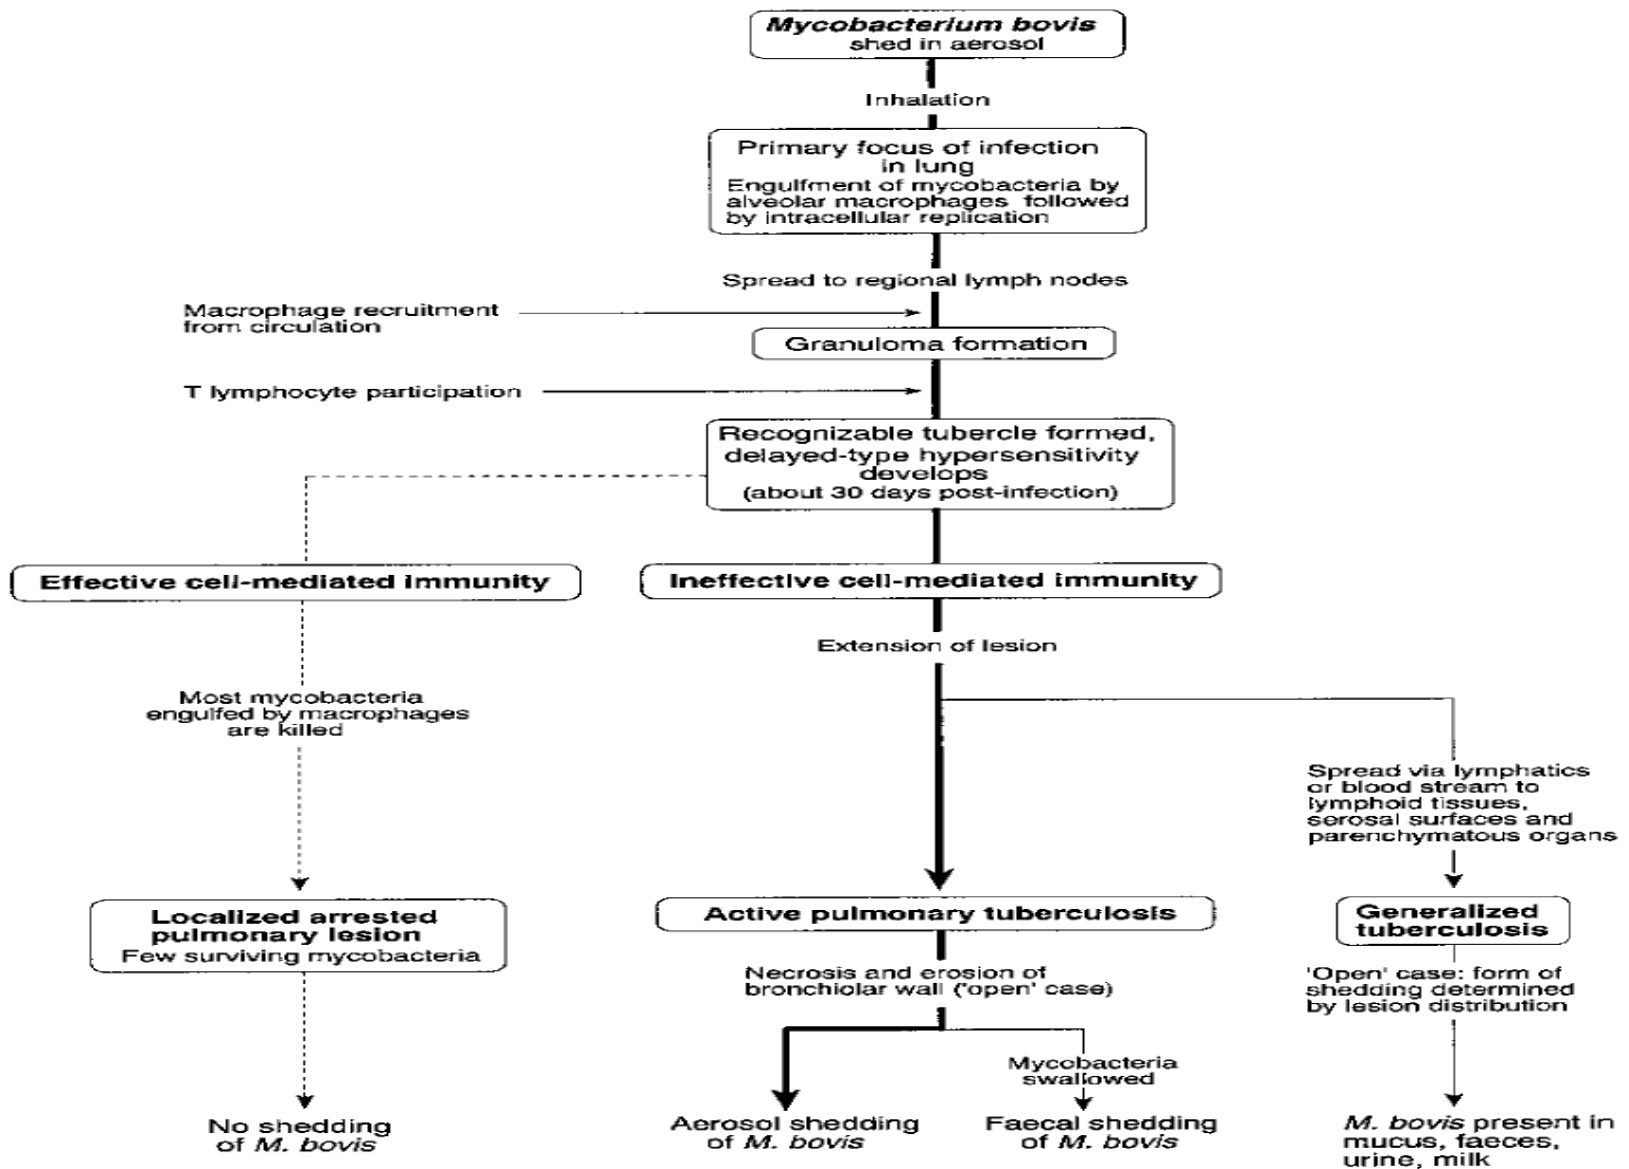 Mycobacterium bovis
shed in aerosol
Inhalation
Primary focus of infection
in lung
Engulfment of mycobacteria by
alveolar macrophages followed
by intracellular replication
Spread to regional lymph nodes
Macrophage recruitment
from circulation
Granuloma formation
T lymphocyte participation
Recognizable tubercle formed,
delayed-type hypersensitivity
develops
(about 30 days post-infection)
Effective cell-mediated immunity
Ineffective cell-mediated immunity
Extension of lesion
Most mycobacteria
engulfed by macrophages
are killed
Spread via lymphatics
or blood stream to
lymphoid tissues,
serosal surfaces and
parenchymatous organs
Localized arrested
pulmonary lesion
Few surviving mycobacteria
Active pulmonary tuberculosis
Generalized
tuberculosis
Necrosis and erosion of
bronchiolar wall ('open' case)
'Open' case: form of
shedding determined
by lesion distribution
Mycobacteria
swallowed
No shedding
of M. bovis
Aerosol shedding
of M. bovis
Faecal shedding
of M. bovis
M. bovis present in
mucus, faeces,
urine, milk